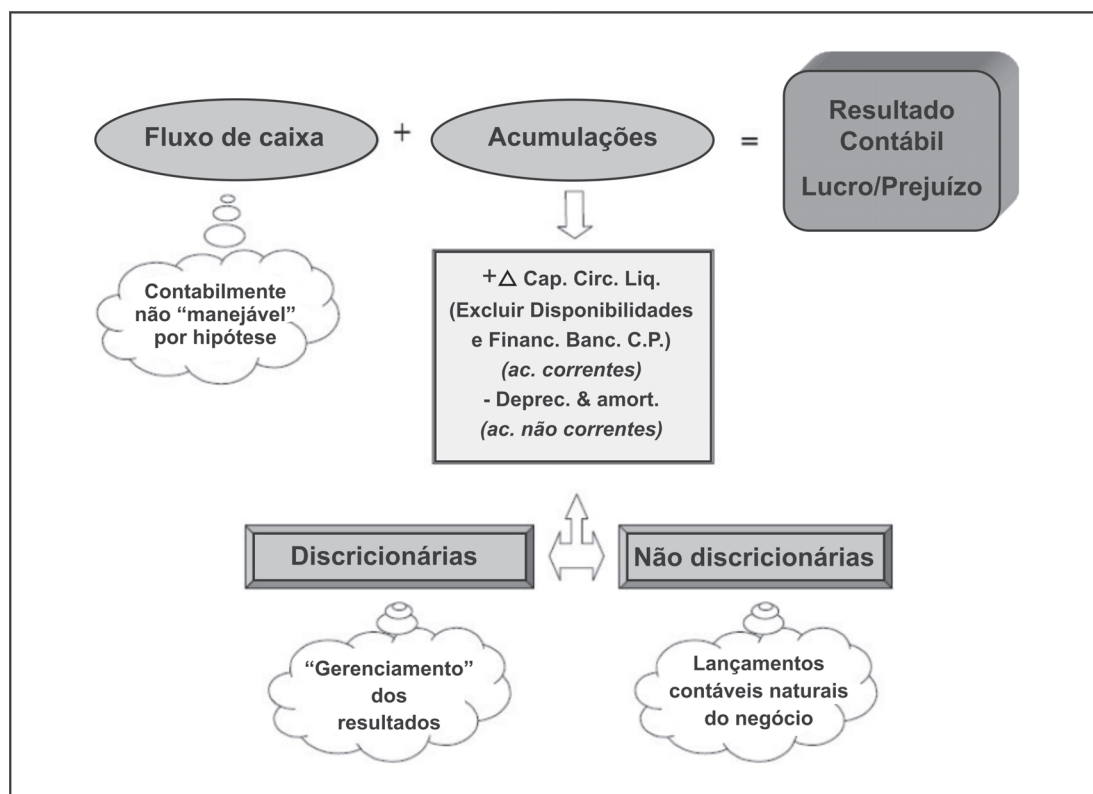 Fluxo de caixa
+
Acumulações
=
Resultado
Contábil
Lucro/Prejuízo
Contabilmente
não “manejável”
por hipótese
+△ Cap. Circ. Liq.
(Excluir Disponibilidades
e Financ. Banc. C.P.)
(ac. correntes)
- Deprec. & amort.
(ac. não correntes)
Discricionárias
Não discricionárias
“Gerenciamento”
dos
resultados
Lançamentos
contáveis naturais
do negócio